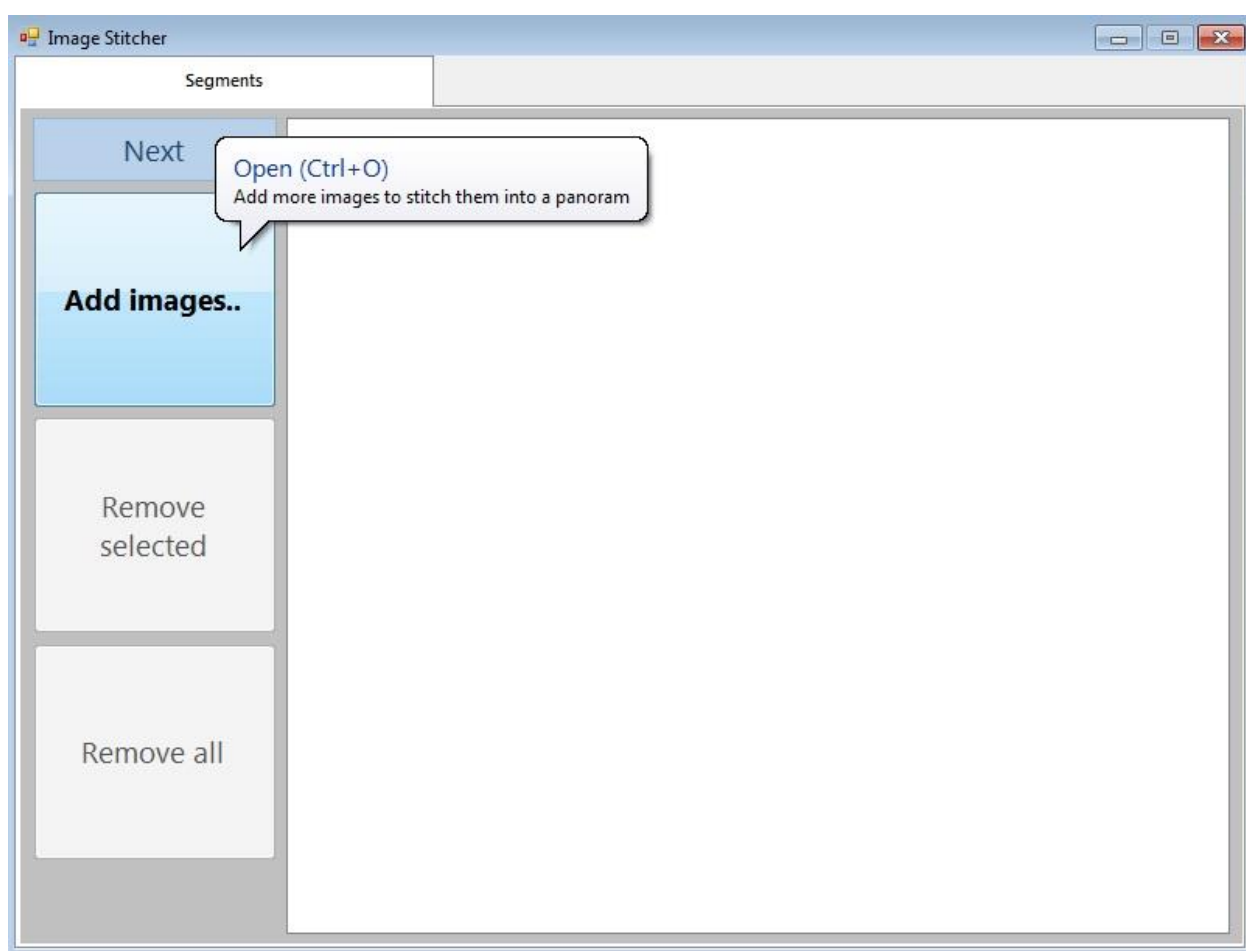 Image Stitcher
Segments
Next
Open (Ctrl+O)
Add more images to stitch them into a panoram
Add images..
Remove
selected
Remove all